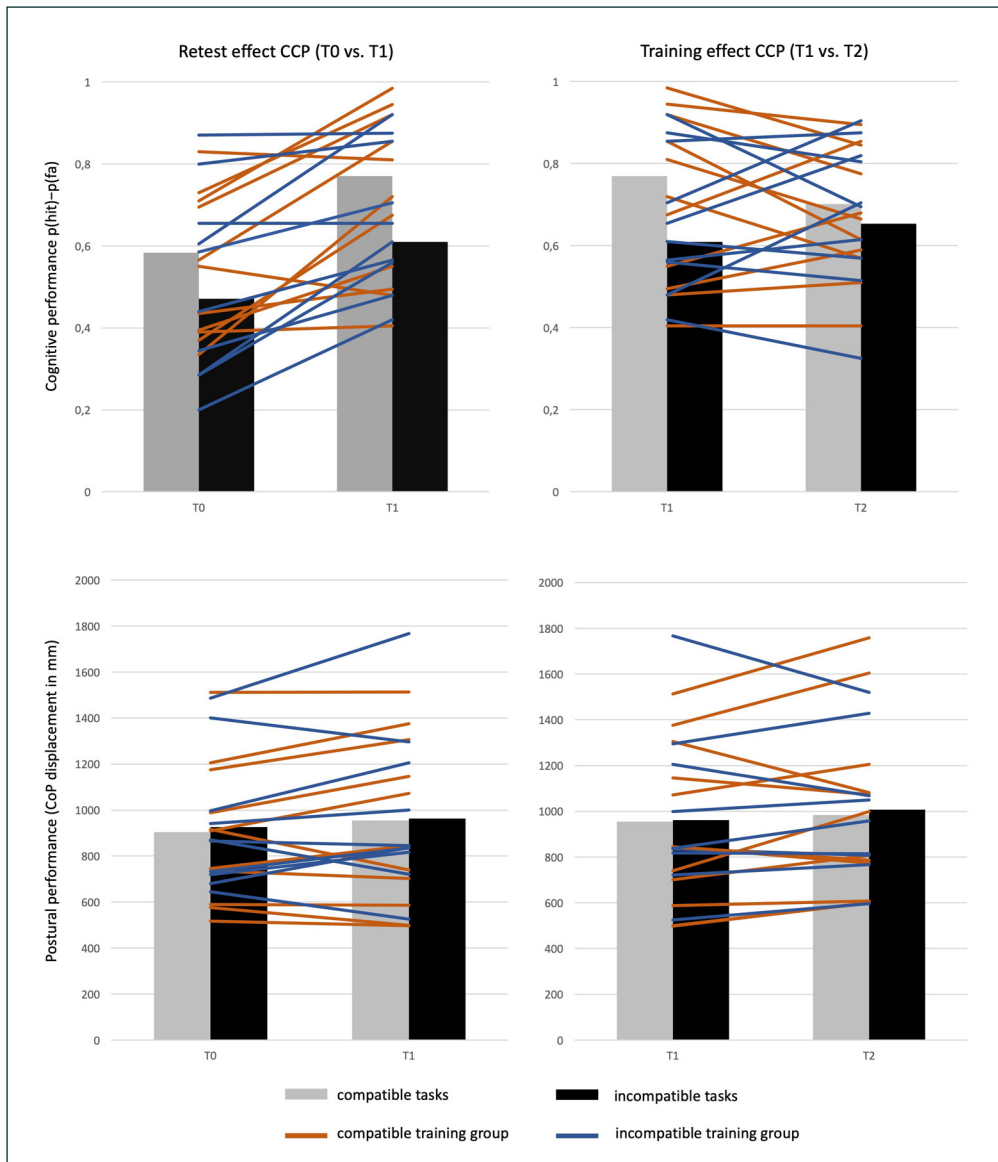 Retest effect CCP (T0 vs. T1)
Training effect CCP (T1 vs. T2)
Cognitive performance p(hit)–p(fa)
1
0,8
0,6
0,4
0,2
0
T0
T1
1
0,8
0,6
0,4
0,2
0
T1
T2
Postural performance (CoP displacement in mm)
2000
1800
1600
1400
1200
1000
800
600
400
200
0
T0
T1
2000
1800
1600
1400
1200
1000
800
600
400
200
0
T1
T2
compatible tasks
incompatible tasks
compatible training group
incompatible training group